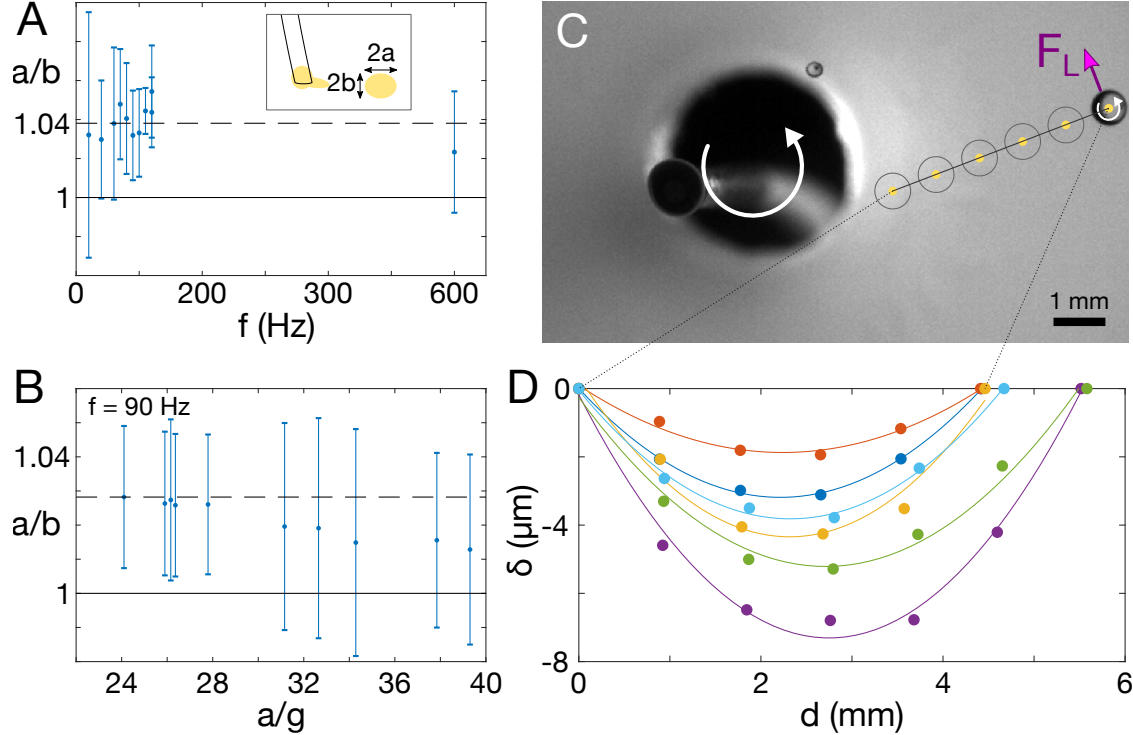 A
a/b
1.04
1
2a
2b
0 200 300 600
f (Hz)
B
f = 90 Hz
1.04
a/b
1
24 28 32 36 40
a/g
C
F_L
1 mm
D
0
-4
-8
δ (μm)
0 2 4 6
d (mm)